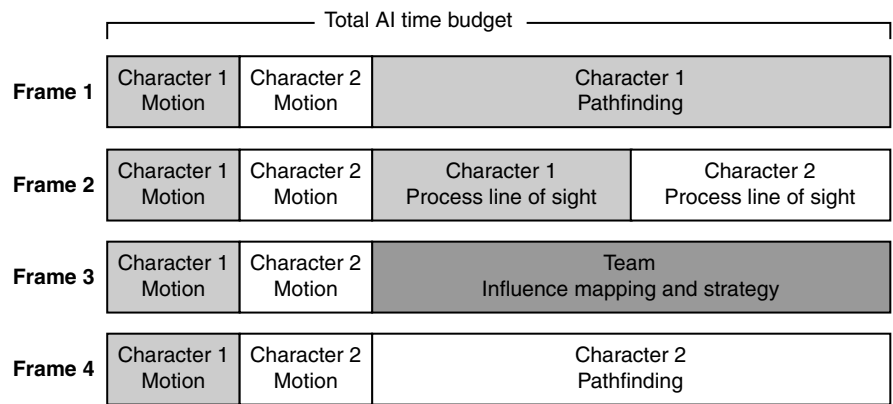 Total AI time budget
Frame 1
Character 1
Motion
Character 2
Motion
Character 1
Pathfinding
Frame 2
Character 1
Motion
Character 2
Motion
Character 1
Process line of sight
Character 2
Process line of sight
Frame 3
Character 1
Motion
Character 2
Motion
Team
Influence mapping and strategy
Frame 4
Character 1
Motion
Character 2
Motion
Character 2
Pathfinding